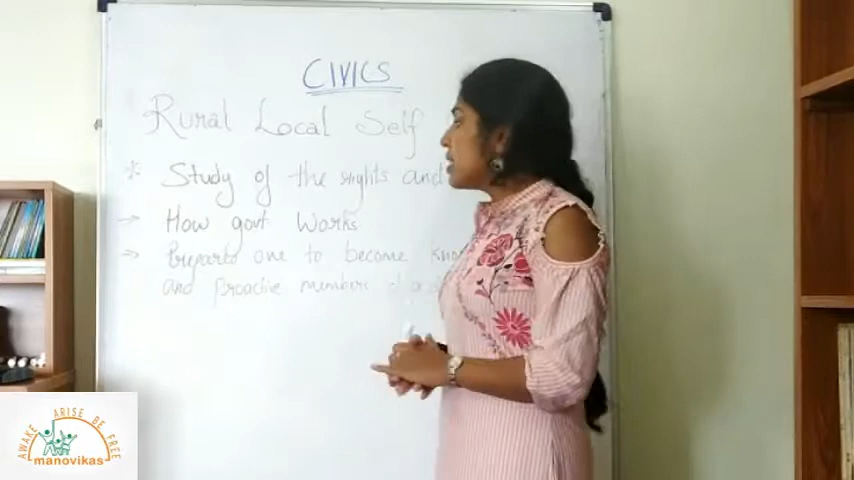 CIVICS
Rural Local Self
* Study of the rights and
→ How govt Works
→ one to become
and proactive members of a
AWAKE ARISE BE FREE
manovikas